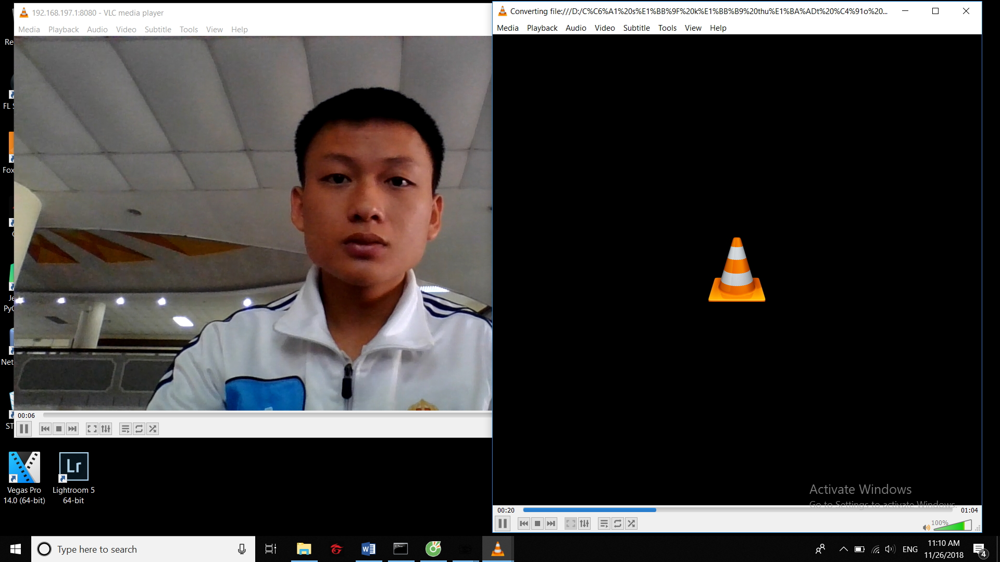 192.168.197.1:8080 - VLC media player
Media Playback Audio Video Subtitle Tools View Help
Converting file:///D:/C%C6%A1%20s%E1%BB%9F%20k%E1%BB%B9%20thu%E1%BA%ADt%20%C4%91o%20...
Media Playback Audio Video Subtitle Tools View Help
Re
FL S
Fox
Je
PyC
Net
ST
00:06
Vegas Pro
14.0 (64-bit)
Lightroom 5
64-bit
Lr
Activate Windows
Go to Settings to activate Windows.
00:20
01:04
100%
Type here to search
ENG
11:10 AM
11/26/2018
4